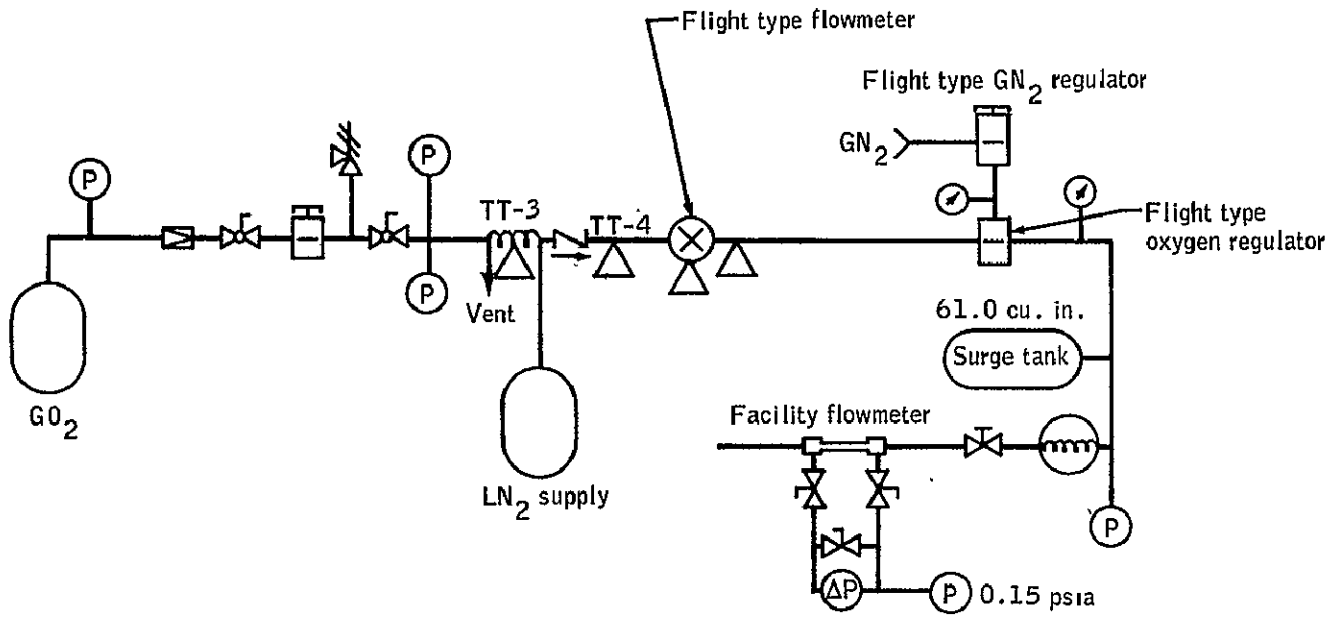 Flight type flowmeter
Flight type GN2 regulator
GN2
P
P
TT-3
TT-4
Flight type
oxygen regulator
P
Vent
61.0 cu. in.
Surge tank
GO2
Facility flowmeter
LN2 supply
P
ΔP
P
0.15 psia